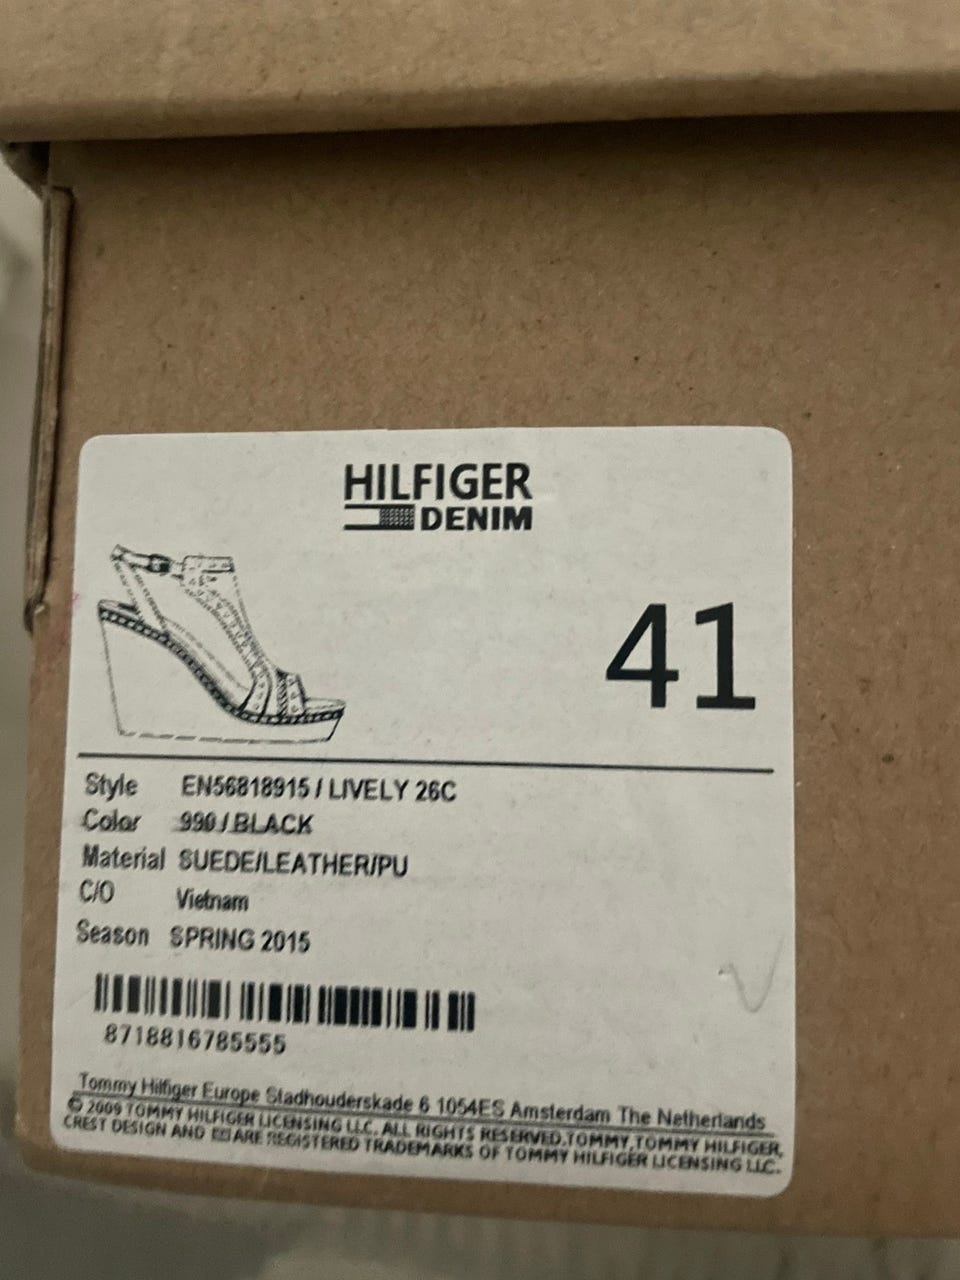 HILFIGER
DENIM
41
Style EN56818915 / LIVELY 26C
Color 990 / BLACK
Material SUEDE/LEATHER/PU
C/O Vietnam
Season SPRING 2015
8718816785555
Tommy Hilfiger Europe Stadhouderskade 6 1054ES Amsterdam The Netherlands
© 2009 TOMMY HILFIGER LICENSING LLC. ALL RIGHTS RESERVED.TOMMY,TOMMY HILFIGER,
CREST DESIGN AND ARE REGISTERED TRADEMARKS OF TOMMY HILFIGER LICENSING LLC.